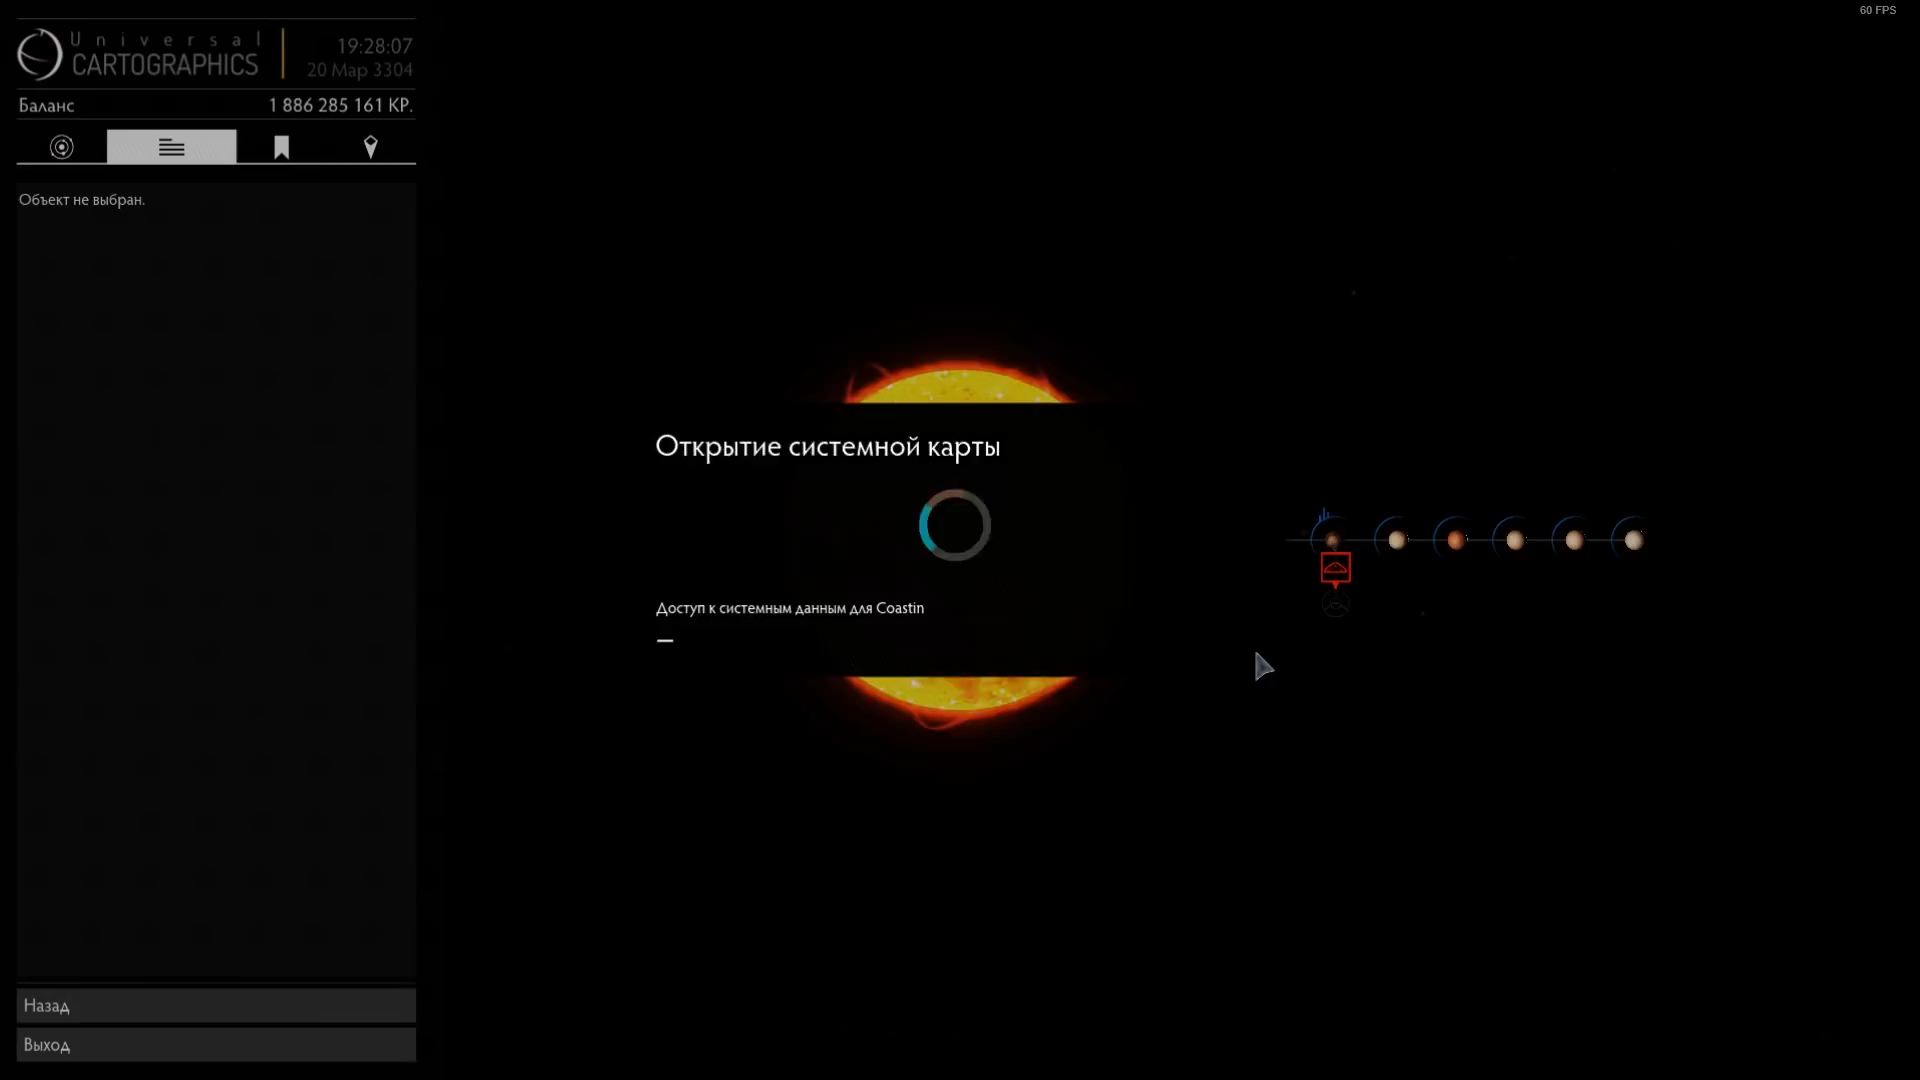 60 FPS
Universal
CARTOGRAPHICS
19:28:07
20 Мар 3304
Баланс 1 886 285 161 КР.
Объект не выбран.
Открытие системной карты
Доступ к системным данным для Coastin
Назад
Выход